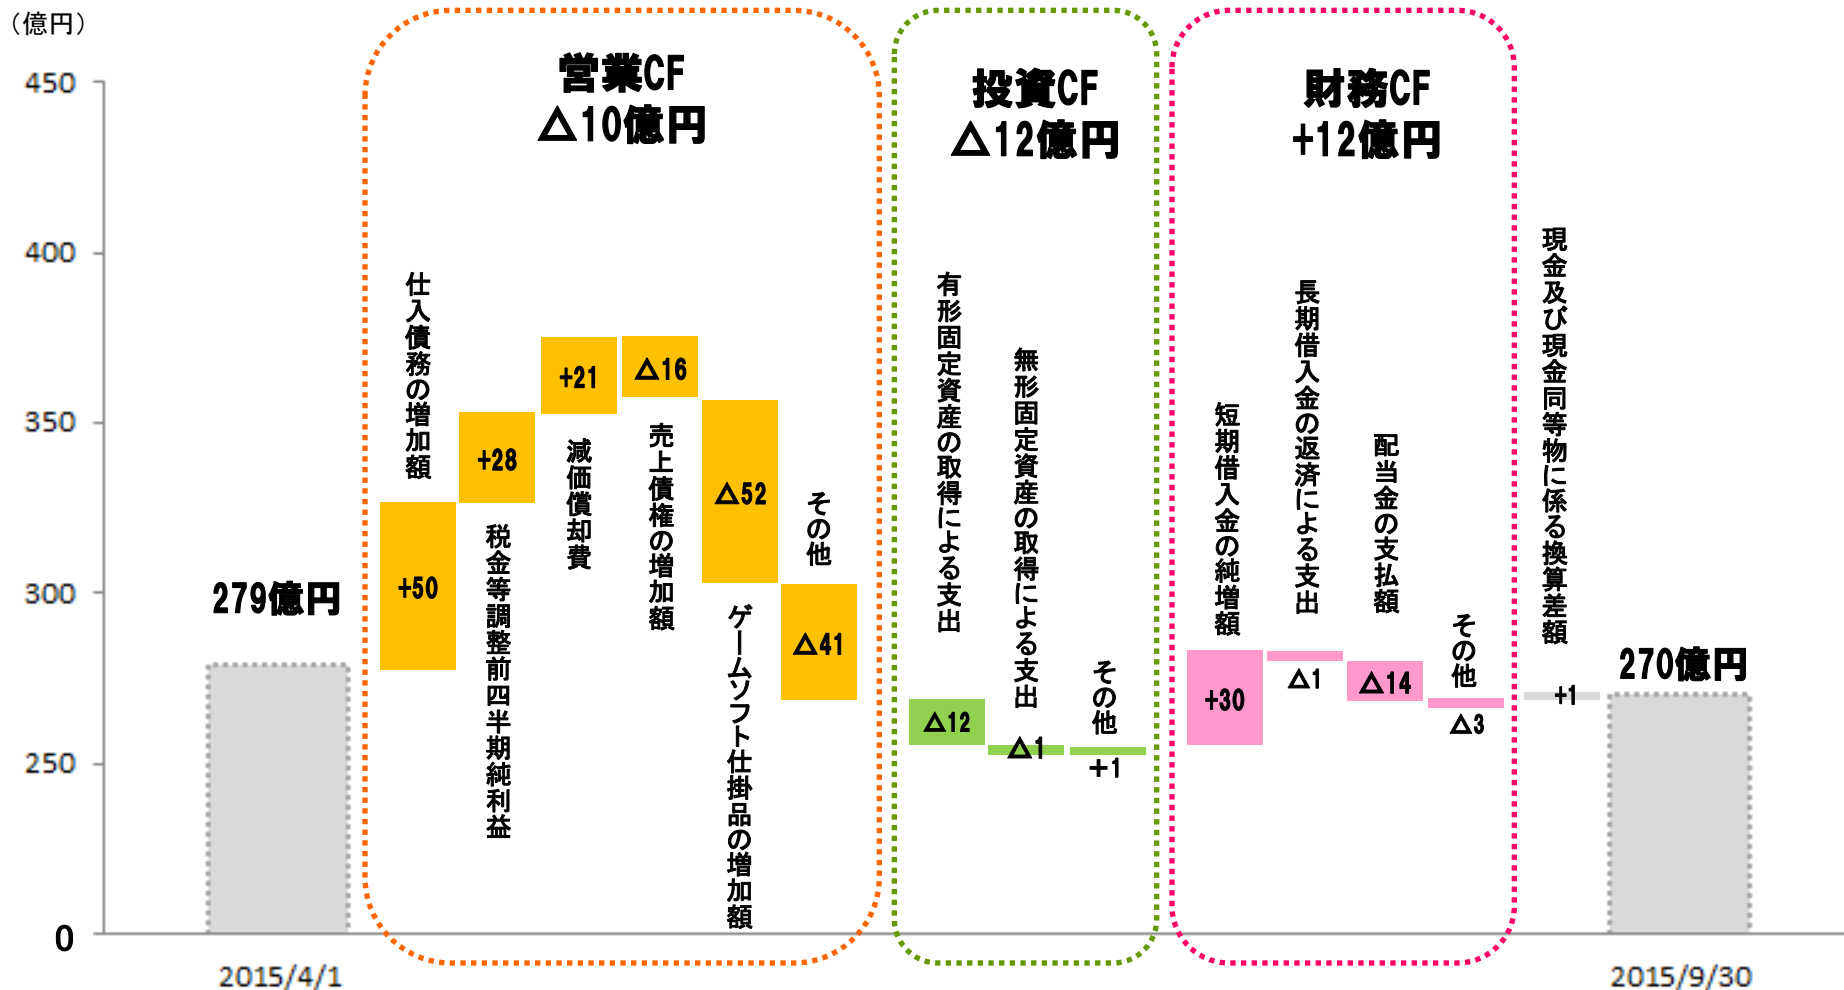 （億円）
450
400
350
300
250
0
279億円
2015/4/1
営業CF
△10億円
仕入債務の増加額
+50
+28
税金等調整前四半期純利益
+21
減価償却費
△16
売上債権の増加額
△52
ゲームソフト仕掛品の増加額
その他
△41
投資CF
△12億円
有形固定資産の取得による支出
△12
無形固定資産の取得による支出
△1
その他
+1
財務CF
+12億円
短期借入金の純増額
+30
長期借入金の返済による支出
△1
配当金の支払額
△14
その他
△3
現金及び現金同等物に係る換算差額
+1
270億円
2015/9/30